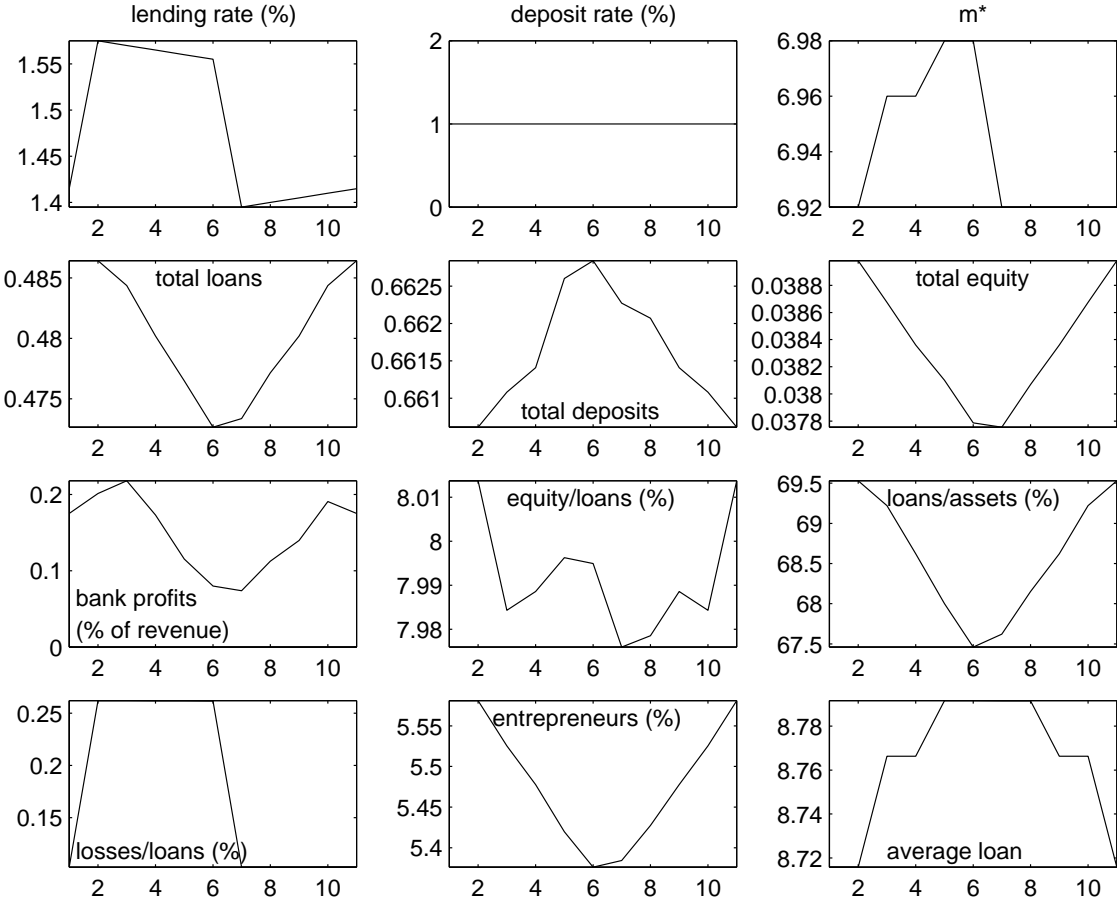 lending rate (%)
deposit rate (%)
m*
1.55
1.5
1.45
1.4
2 4 6 8 10
2
1
0
2 4 6 8 10
6.98
6.96
6.94
6.92
2 4 6 8 10
total loans
0.485
0.48
0.475
2 4 6 8 10
0.6625
0.662
0.6615
0.661
total deposits
2 4 6 8 10
total equity
0.0388
0.0386
0.0384
0.0382
0.038
0.0378
2 4 6 8 10
0.2
0.1
0
bank profits
(% of revenue)
2 4 6 8 10
equity/loans (%)
8.01
8
7.99
7.98
2 4 6 8 10
loans/assets (%)
69.5
69
68.5
68
67.5
2 4 6 8 10
0.25
0.2
0.15
losses/loans (%)
2 4 6 8 10
entrepreneurs (%)
5.55
5.5
5.45
5.4
2 4 6 8 10
8.78
8.76
8.74
8.72
average loan
2 4 6 8 10